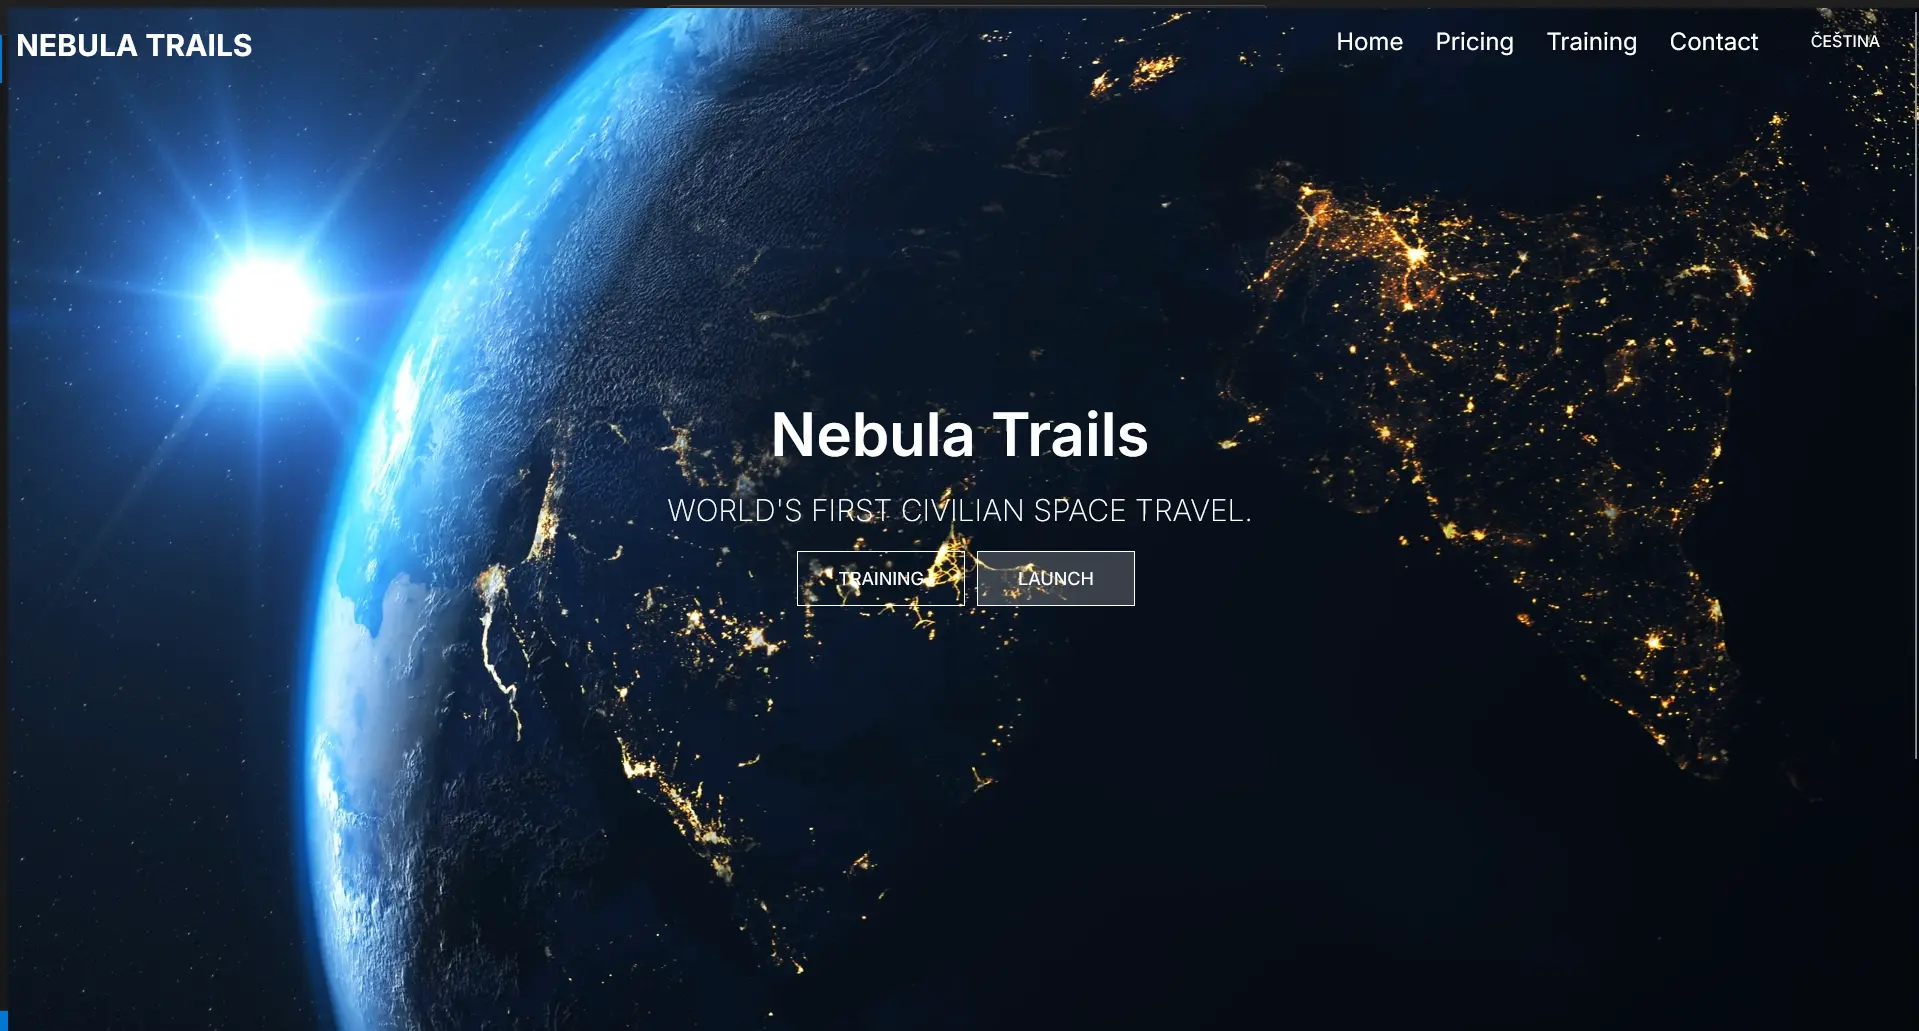 NEBULA TRAILS
Home Pricing Training Contact ČEŠTINA
Nebula Trails
WORLD'S FIRST CIVILIAN SPACE TRAVEL.
TRAINING LAUNCH